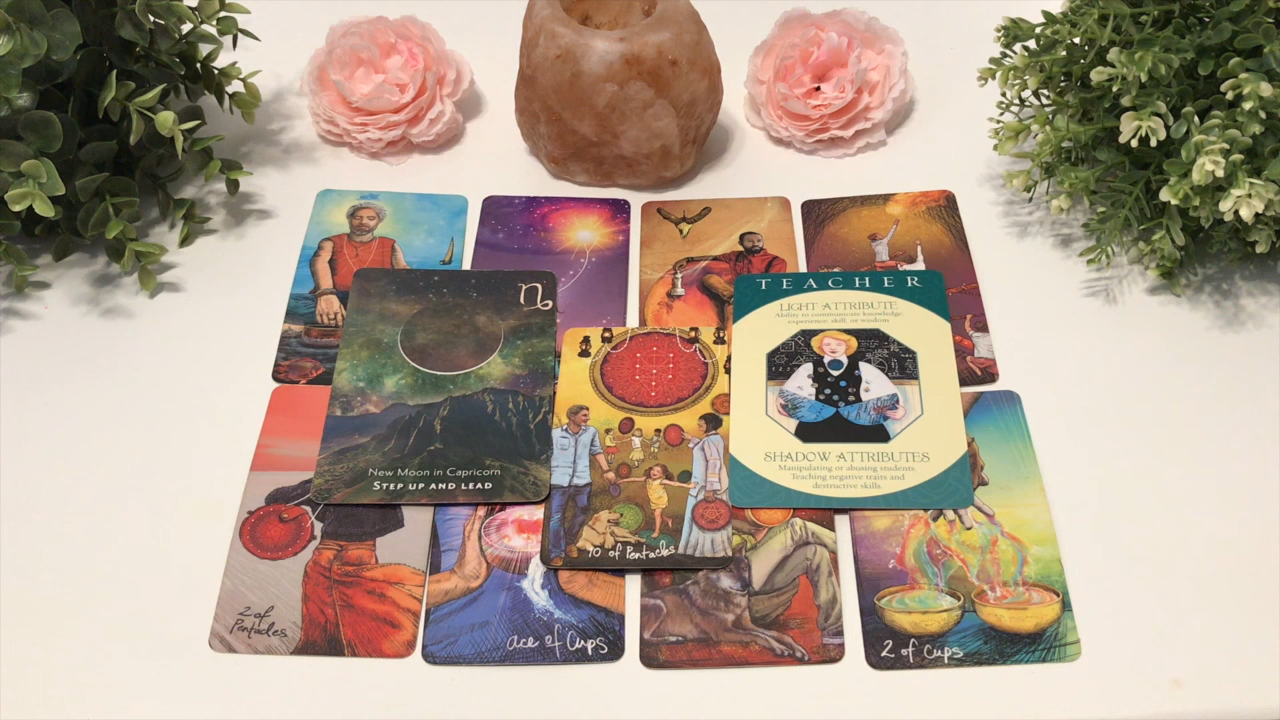 TEACHER
LIGHT ATTRIBUTE
Ability to communicate knowledge,
experience, skill, or wisdom
SHADOW ATTRIBUTES
Manipulating or abusing students.
Teaching negative traits and
destructive skills.
New Moon in Capricorn
STEP UP AND LEAD
10 of Pentacles
2 of
Pentacles
ace of Cups
2 of Cups